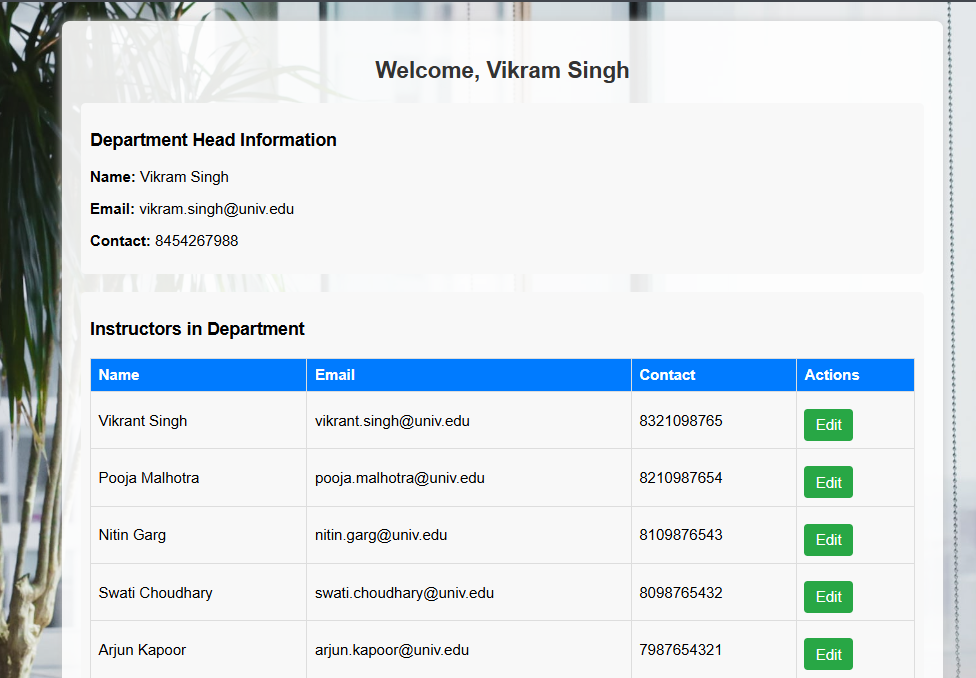 Welcome, Vikram Singh
Department Head Information
Name: Vikram Singh
Email: vikram.singh@univ.edu
Contact: 8454267988
Instructors in Department
Name Email Contact Actions
Vikrant Singh vikrant.singh@univ.edu 8321098765 Edit
Pooja Malhotra pooja.malhotra@univ.edu 8210987654 Edit
Nitin Garg nitin.garg@univ.edu 8109876543 Edit
Swati Choudhary swati.choudhary@univ.edu 8098765432 Edit
Arjun Kapoor arjun.kapoor@univ.edu 7987654321 Edit